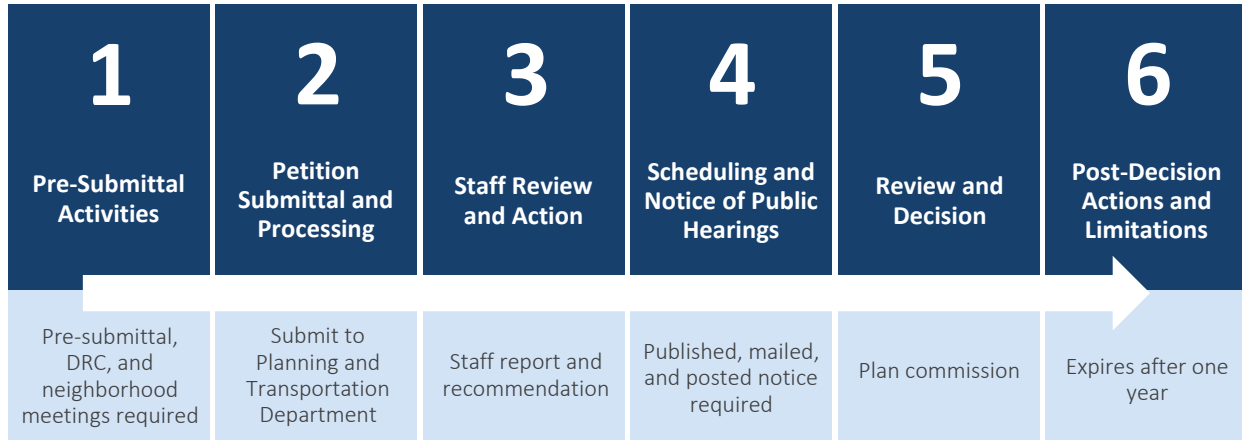 1
Pre-Submittal
Activities
Pre-submittal,
DRC, and
neighborhood
meetings required
2
Petition
Submittal and
Processing
Submit to
Planning and
Transportation
Department
3
Staff Review
and Action
Staff report and
recommendation
4
Scheduling and
Notice of Public
Hearings
Published, mailed,
and posted notice
required
5
Review and
Decision
Plan commission
6
Post-Decision
Actions and
Limitations
Expires after one
year